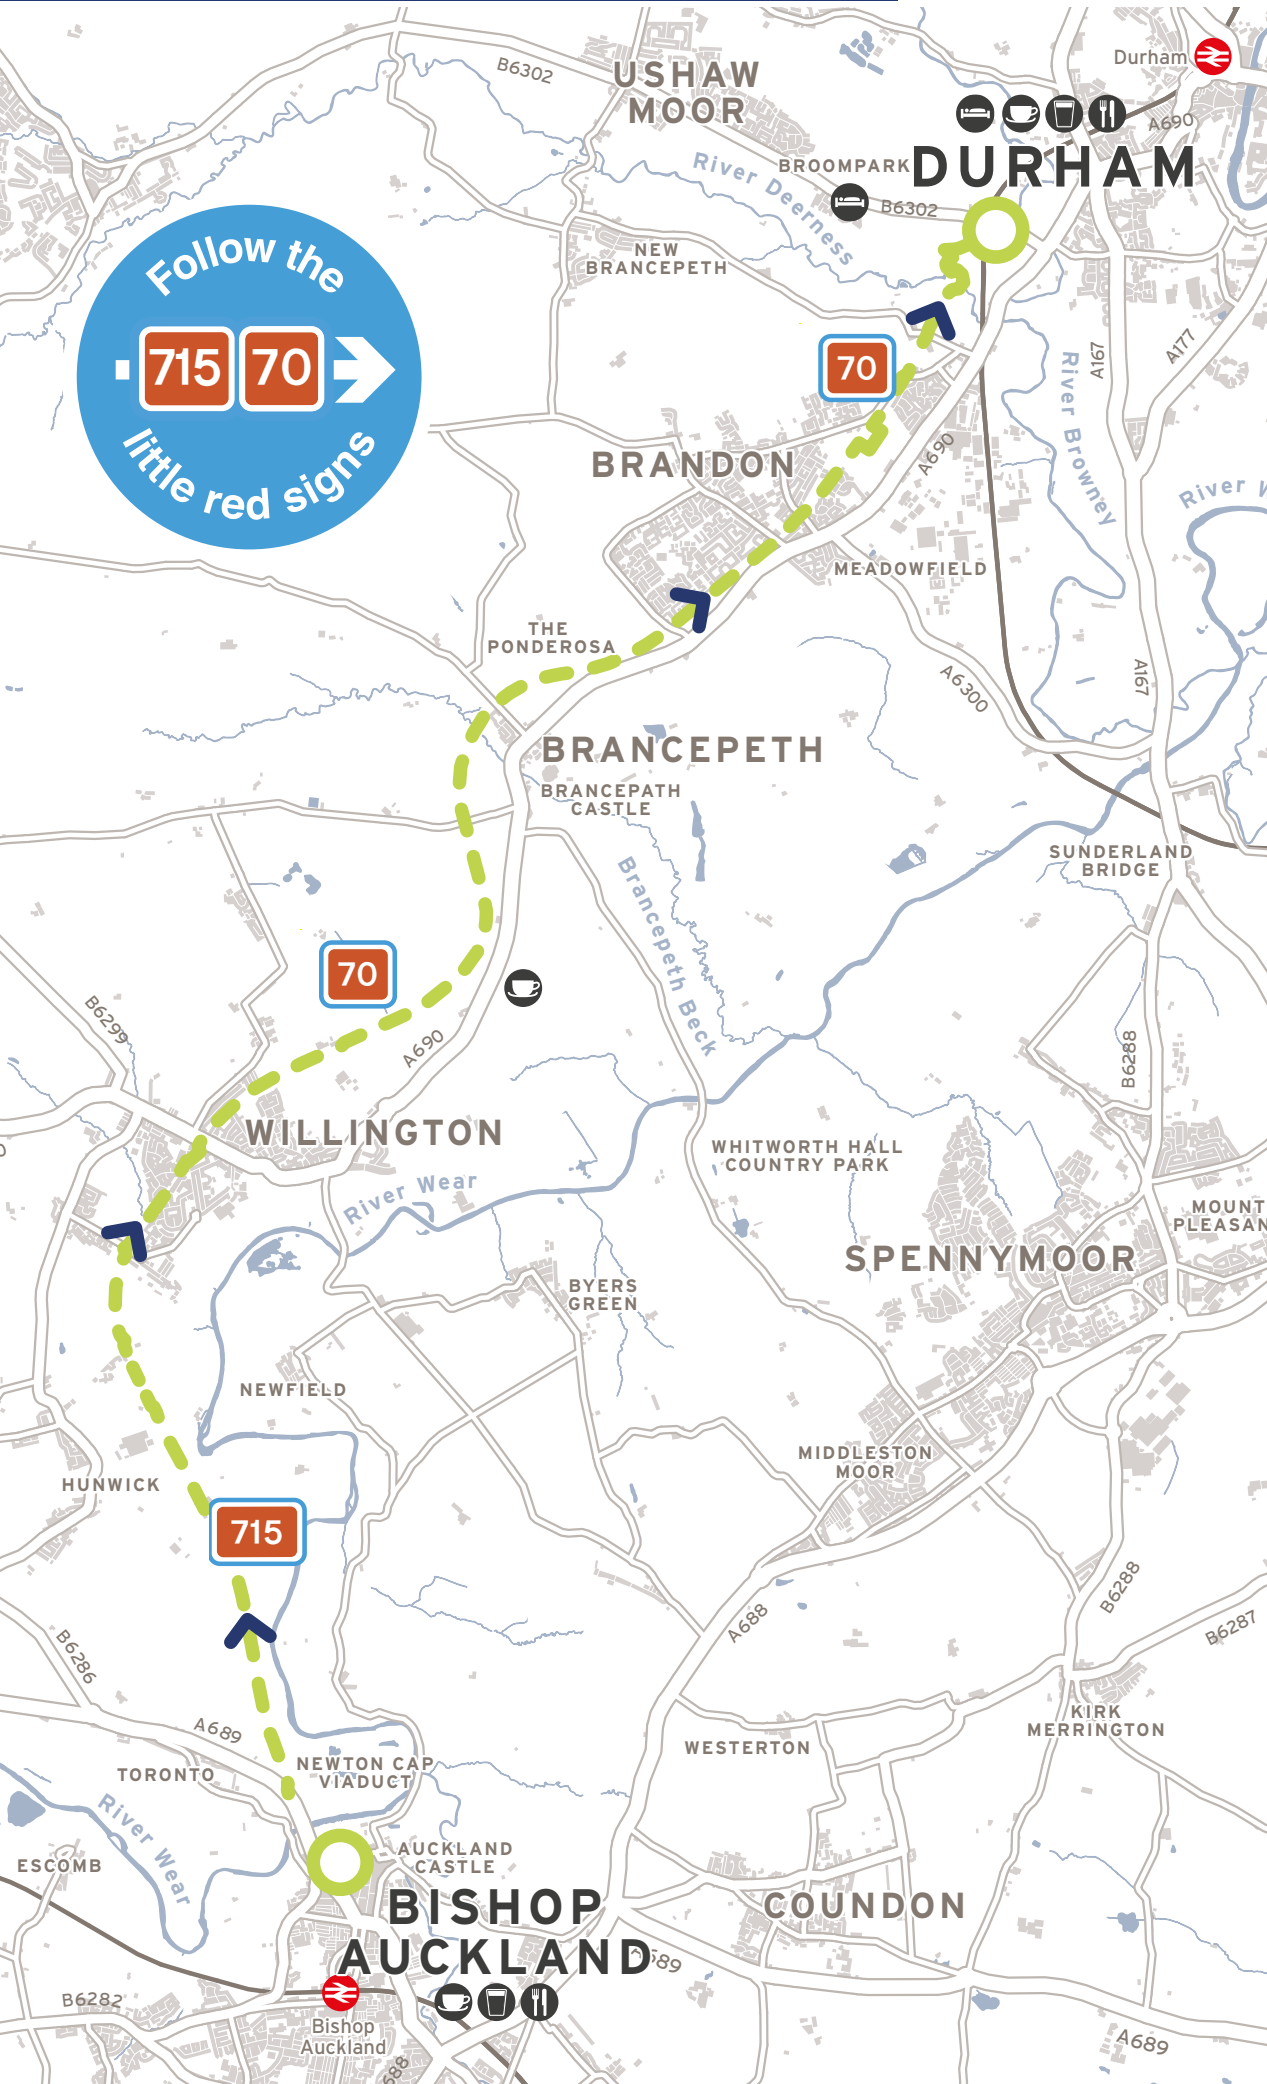 Durham
B6302
USHAW
MOOR
A690
BROOMPARK
DURHAM
River Deerness
B6302
NEW
BRANCEPETH
Follow the
715 70
little red signs
70
A167
A177
River Browney
BRANDON
A690
River W
MEADOWFIELD
THE
PONDEROSA
A6300
A167
BRANCEPETH
BRANCEPATH
CASTLE
SUNDERLAND
BRIDGE
Brancepeth Beck
70
B6299
A690
B6288
WILLINGTON
WHITWORTH HALL
COUNTRY PARK
River Wear
MOUNT
PLEASAN
SPENNYMOOR
BYERS
GREEN
NEWFIELD
MIDDLESTON
MOOR
HUNWICK
715
B6288
A688
B6287
B6286
KIRK
MERRINGTON
A689
WESTERTON
TORONTO
NEWTON CAP
VIADUCT
River Wear
AUCKLAND
CASTLE
ESCOMB
BISHOP
AUCKLAND
COUNDON
A689
B6282
Bishop
Auckland
A689
688